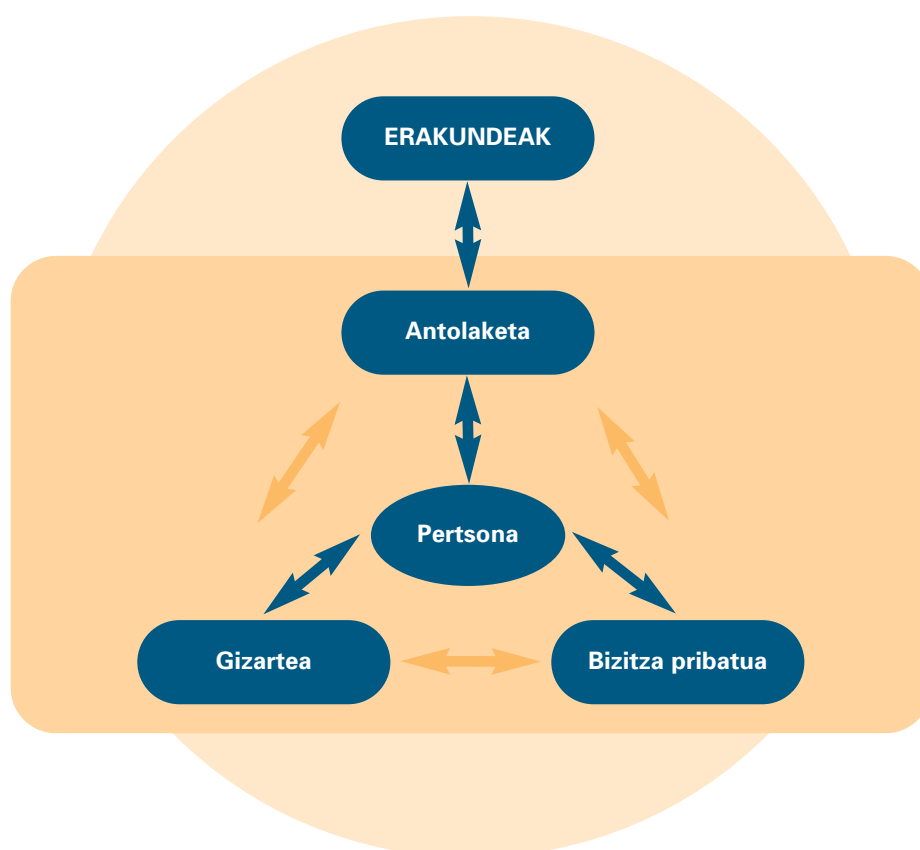 ERAKUNDEAK
Antolaketa
Pertsona
Gizartea
Bizitza pribatua